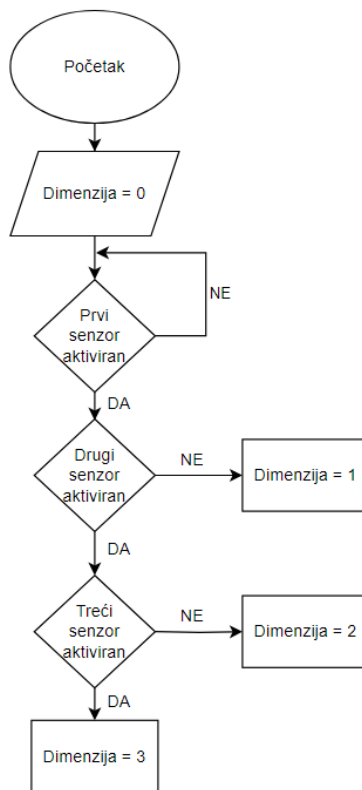 Početak
Dimenzija = 0
NE
Prvi
senzor
aktiviran
DA
Drugi
senzor
aktiviran
NE
Dimenzija = 1
DA
Treći
senzor
aktiviran
NE
Dimenzija = 2
DA
Dimenzija = 3